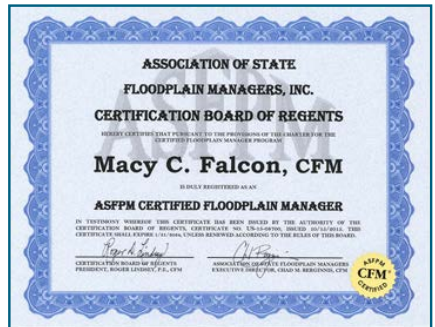 ASSOCIATION OF STATE
FLOODPLAIN MANAGERS, INC.
CERTIFICATION BOARD OF REGENTS
HEREBY CERTIFIES THAT PURSUANT TO THE PROVISIONS OF THE CHARTER FOR THE
CERTIFIED FLOODPLAIN MANAGER PROGRAM
Macy C. Falcon, CFM
IS DULY REGISTERED AS AN
ASFPM CERTIFIED FLOODPLAIN MANAGER
IN TESTIMONY WHEREOF THIS CERTIFICATE HAS BEEN ISSUED BY THE AUTHORITY OF THE
CERTIFICATION BOARD OF REGENTS, CERTIFICATE NO. ISSUED THIS
CERTIFICATE SHALL EXPIRE UNLESS RENEWED ACCORDING TO THE RULES OF THIS BOARD.
CERTIFICATION BOARD OF REGENTS
PRESIDENT, ROGER LINDSEY, P.E., CFM
ASSOCIATION OF STATE FLOODPLAIN MANAGERS
EXECUTIVE DIRECTOR, CHAD M. BERGINNIS, CFM
ASFPM
CFM
CERTIFIED
ASFPM